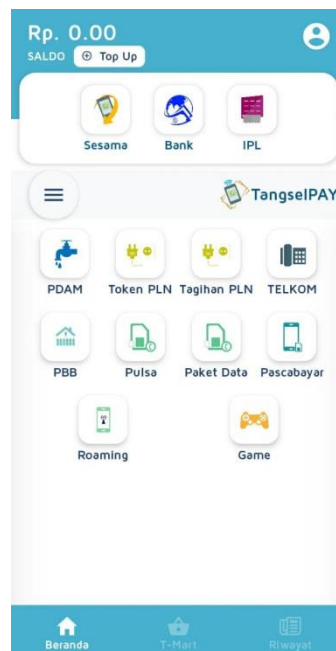 Rp. 0.00
SALDO Top Up
Sesama Bank IPL
TangselPAY
PDAM Token PLN Tagihan PLN TELKOM
PBB Pulsa Paket Data Pascabayar
Roaming Game
Beranda T-Mart Riwayat